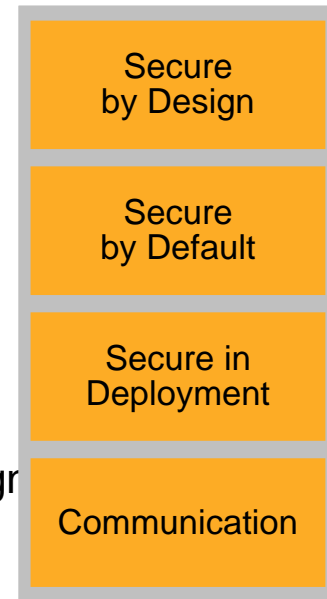 Secure
by Design
Secure
by Default
Secure in
Deployment
Communication